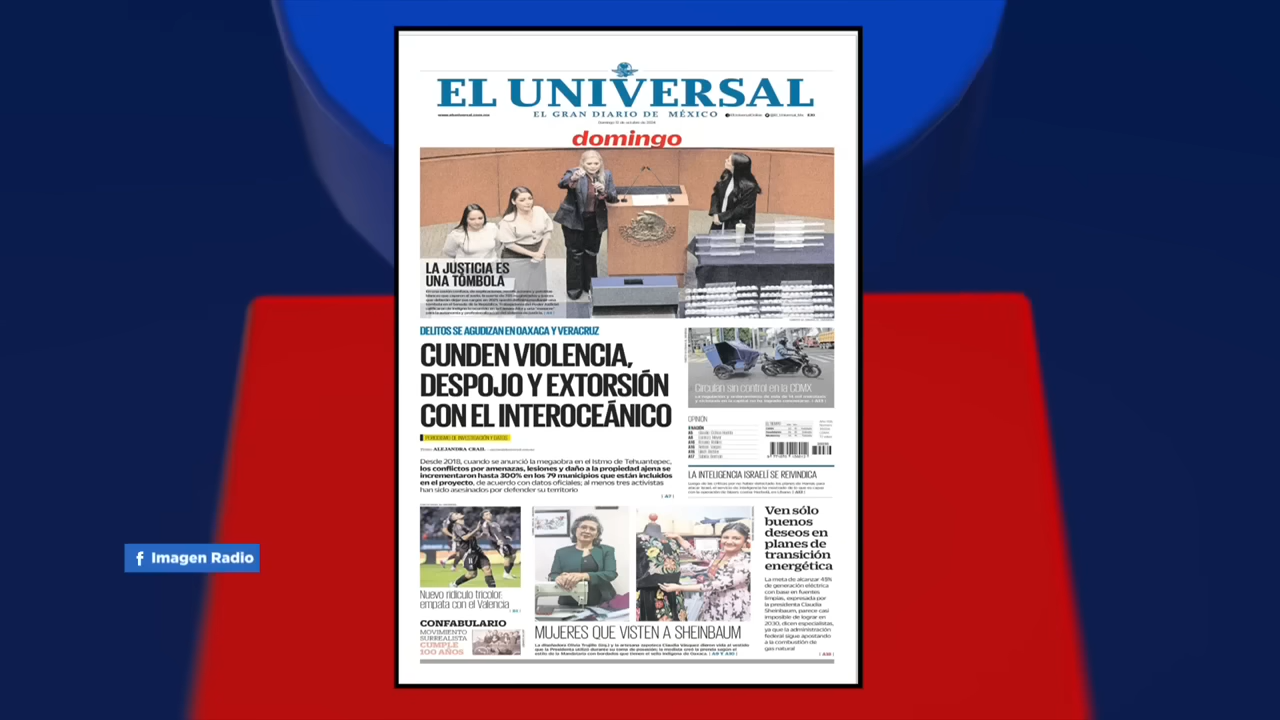 EL UNIVERSAL
EL GRAN DIARIO DE MÉXICO
www.eluniversal.com.mx
domingo
LA JUSTICIA ES
UNA TÓMBOLA
DELITOS SE AGUDIZAN EN OAXACA Y VERACRUZ
CUNDEN VIOLENCIA,
DESPOJO Y EXTORSIÓN
CON EL INTEROCEÁNICO
PERIODISMO DE INVESTIGACIÓN Y DATOS
Desde 2018, cuando se anunció la megaobra en el Istmo de Tehuantepec,
los conflictos por amenazas, lesiones y daño a la propiedad ajena se
incrementaron hasta 300% en los 79 municipios que están incluidos
en el proyecto, de acuerdo con datos oficiales; al menos tres activistas
han sido asesinados por defender su territorio
| A7 |
Circulan sin control en la CDMX
OPINIÓN
LA INTELIGENCIA ISRAELÍ SE REIVINDICA
Nuevo ridículo tricolor:
empata con el Valencia
CONFABULARIO
MOVIMIENTO
SURREALISTA
CUMPLE
100 AÑOS
MUJERES QUE VISTEN A SHEINBAUM
Ven sólo
buenos
deseos en
planes de
transición
energética
La meta de alcanzar 45%
de generación eléctrica
con base en fuentes
limpias, expresada por
la presidenta Claudia
Sheinbaum, parece casi
imposible de lograr en
2030, dicen especialistas,
ya que la administración
federal sigue apostando
a la combustión de
gas natural
Imagen Radio